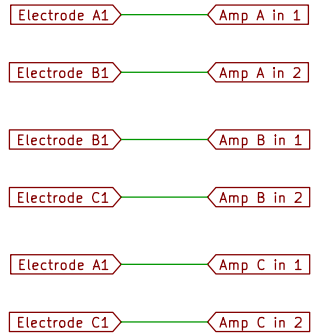 Electrode A1 Amp A in 1
Electrode B1 Amp A in 2
Electrode B1 Amp B in 1
Electrode C1 Amp B in 2
Electrode A1 Amp C in 1
Electrode C1 Amp C in 2